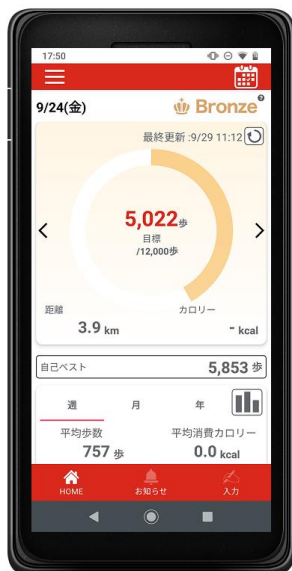 17:50
9/24(金)
Bronze
?
最終更新 :9/29 11:12
5,022歩
目標
/12,000歩
距離
カロリー
3.9 km
- kcal
自己ベスト
5,853 歩
週
月
年
平均歩数
平均消費カロリー
757 歩
0.0 kcal
HOME
お知らせ
入力